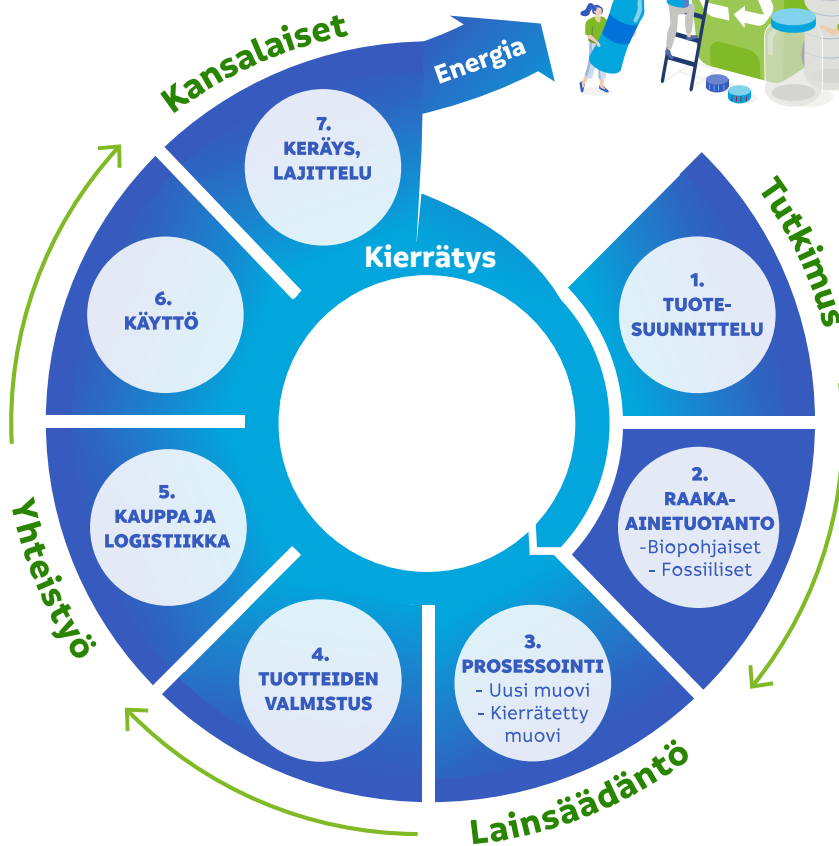 Kansalaiset
Energia
7.
KERÄYS,
LAJITTELU
Kierrätys
Tutkimus
1.
TUOTE-
SUUNNITTELU
6.
KÄYTTÖ
2.
RAAKA-
AINETUOTANTO
-Biopohjaiset
- Fossiiliset
5.
KAUPPA JA
LOGISTIIKKA
Yhteistyö
4.
TUOTTEIDEN
VALMISTUS
3.
PROSESSOINTI
- Uusi muovi
- Kierrätetty
muovi
Lainsäädäntö